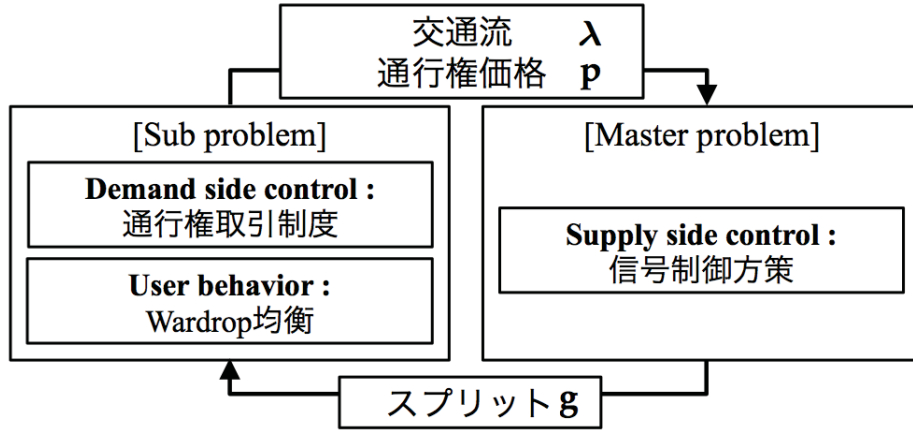 交通流 λ
通行権価格 p
[Sub problem]
Demand side control :
通行権取引制度
User behavior :
Wardrop均衡
[Master problem]
Supply side control :
信号制御方策
スプリット g